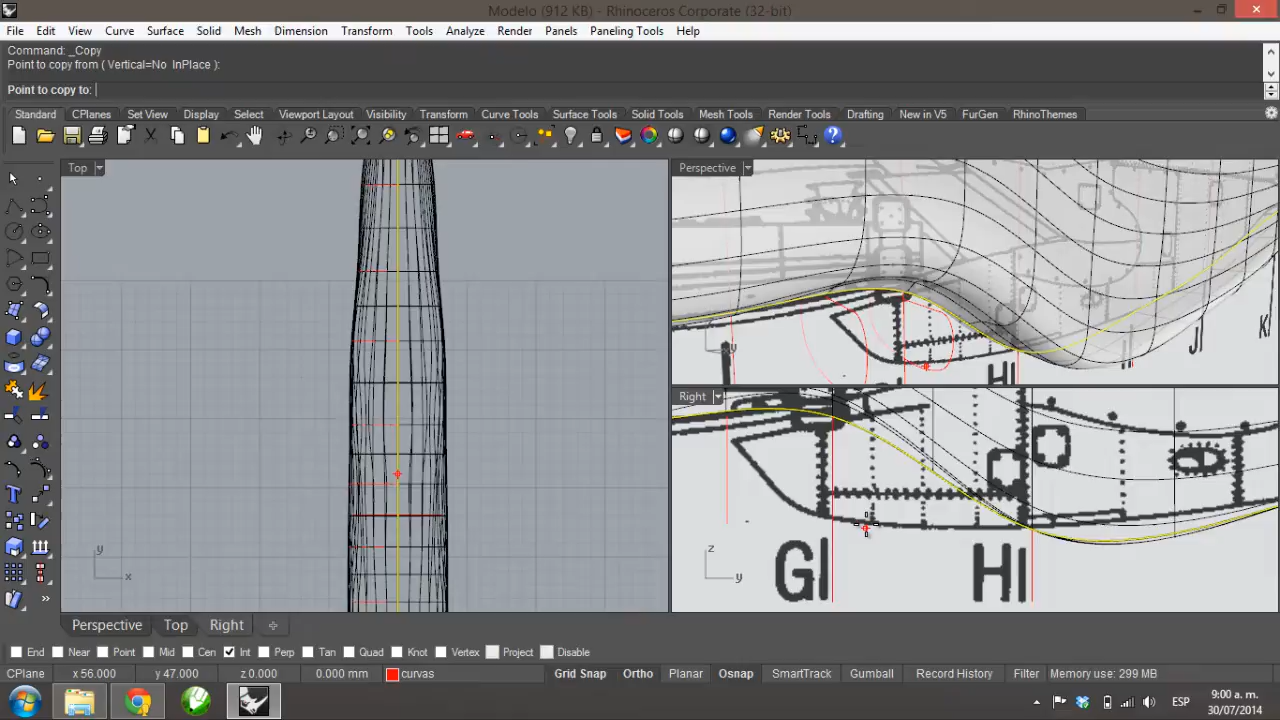 Modelo (912 KB) - Rhinoceros Corporate (32-bit)
File Edit View Curve Surface Solid Mesh Dimension Transform Tools Analyze Render Panels Paneling Tools Help
Command: _Copy
Point to copy from ( Vertical=No InPlace ):
Point to copy to:
Standard CPlanes Set View Display Select Viewport Layout Visibility Transform Curve Tools Surface Tools Solid Tools Mesh Tools Render Tools Drafting New in V5 FurGen RhinoThemes
Top
Perspective
HI
JI
KI
y
Right
GI
HI
z
y
y
x
Perspective Top Right
End Near Point Mid Cen Int Perp Tan Quad Knot Vertex Project Disable
CPlane x 56.000 y 47.000 z 0.000 0.000 mm curvas Grid Snap Ortho Planar Osnap SmartTrack Gumball Record History Filter Memory use: 299 MB
ESP
9:00 a. m.
30/07/2014